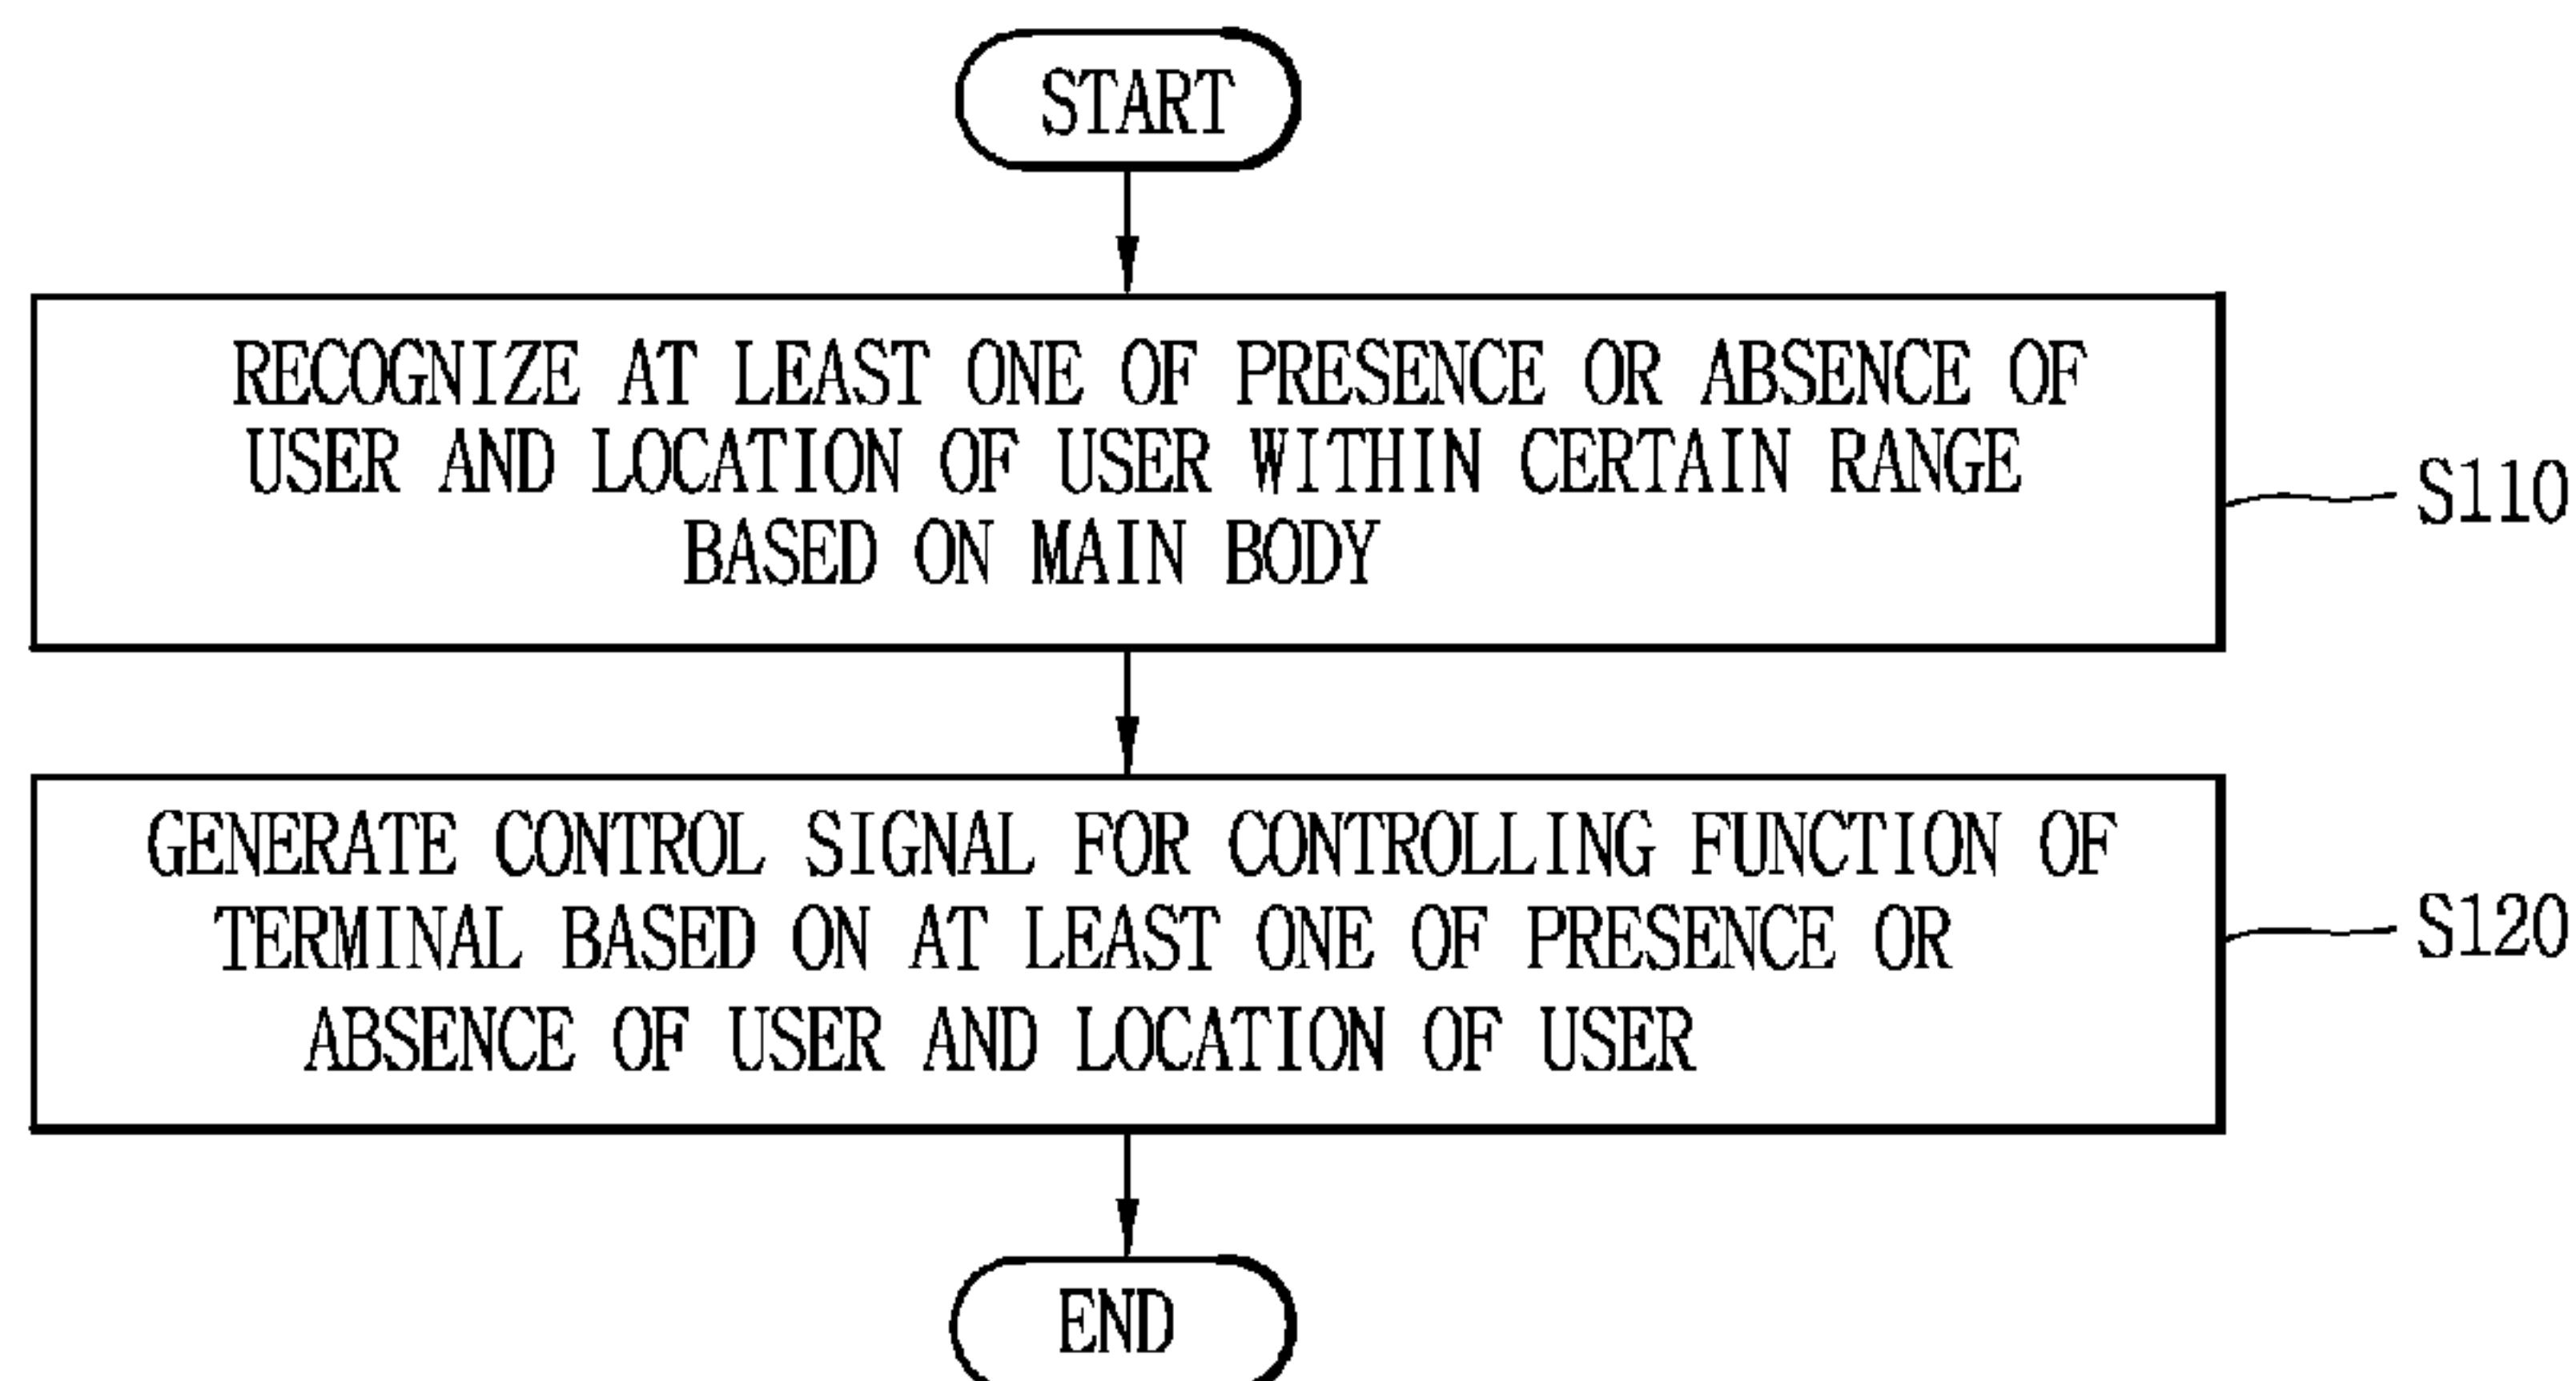 START
RECOGNIZE AT LEAST ONE OF PRESENCE OR ABSENCE OF
USER AND LOCATION OF USER WITHIN CERTAIN RANGE
BASED ON MAIN BODY
S110
GENERATE CONTROL SIGNAL FOR CONTROLLING FUNCTION OF
TERMINAL BASED ON AT LEAST ONE OF PRESENCE OR
ABSENCE OF USER AND LOCATION OF USER
S120
END